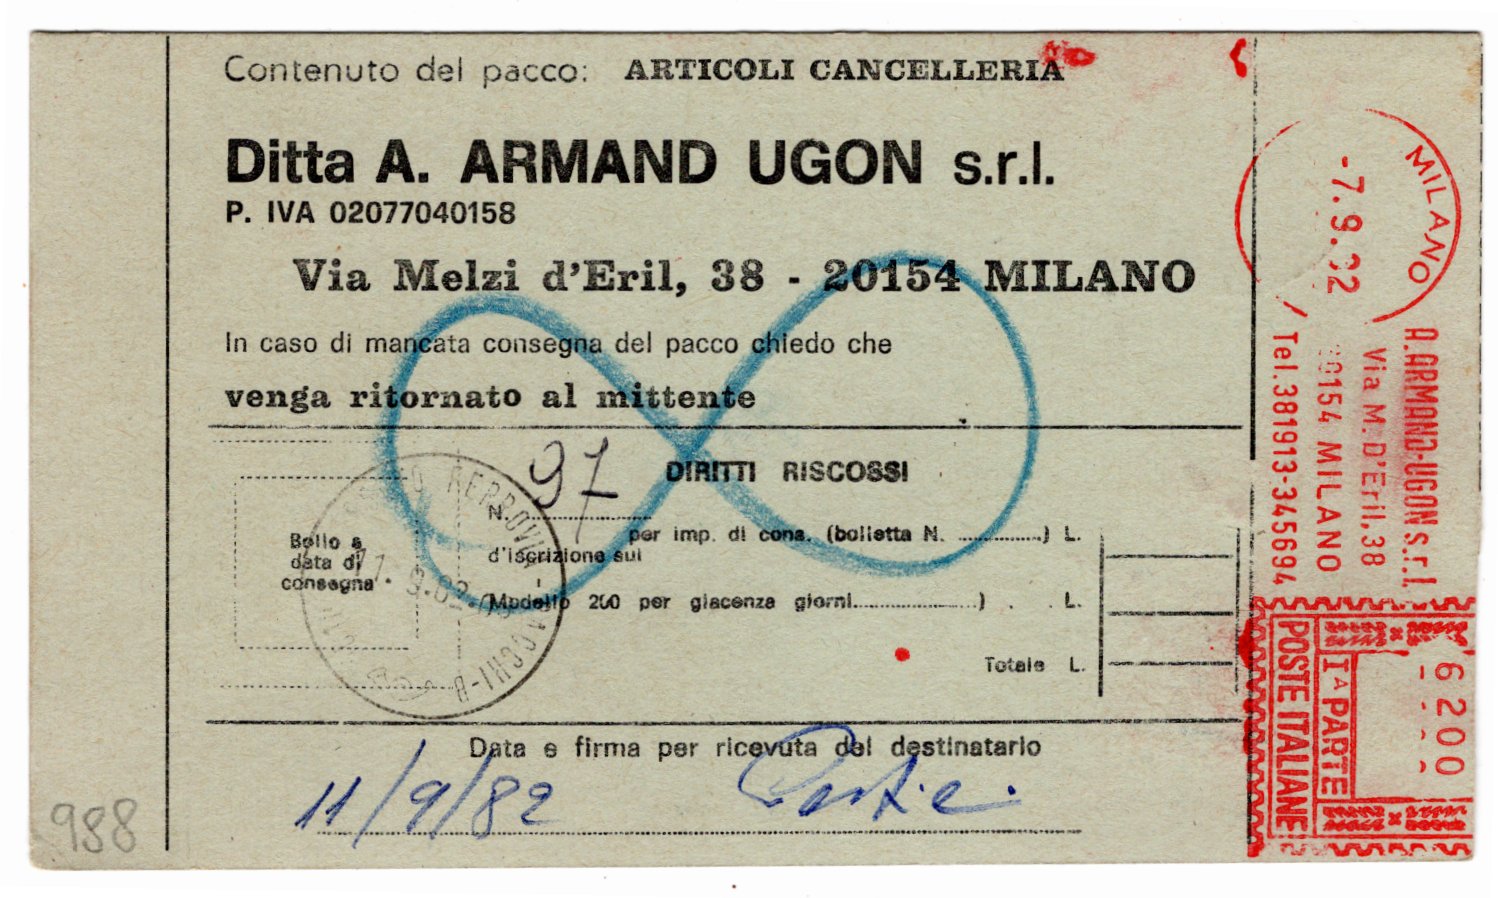 Contenuto del pacco: ARTICOLI CANCELLERIA
Ditta A. ARMAND UGON s.r.l.
P. IVA 02077040158
Via Melzi d'Eril, 38 - 20154 MILANO
In caso di mancata consegna del pacco chiedo che
venga ritornato al mittente
97
DIRITTI RISCOSSI
N.
per imp. di cons. (bolletta N. ..............) L.
d'iscrizione sul
Bollo a
data di
consegna
(Modello 200 per giacenza giorni......................) L.
Totale L.
Data e firma per ricevuta del destinatario
11/9/82
988
MILANO
-7.9.82
A. ARMAND-UGON s.r.l.
Via M. D'Eril, 38
20154 MILANO
Tel. 381913-345694
POSTE ITALIANE
Iª PARTE
6200